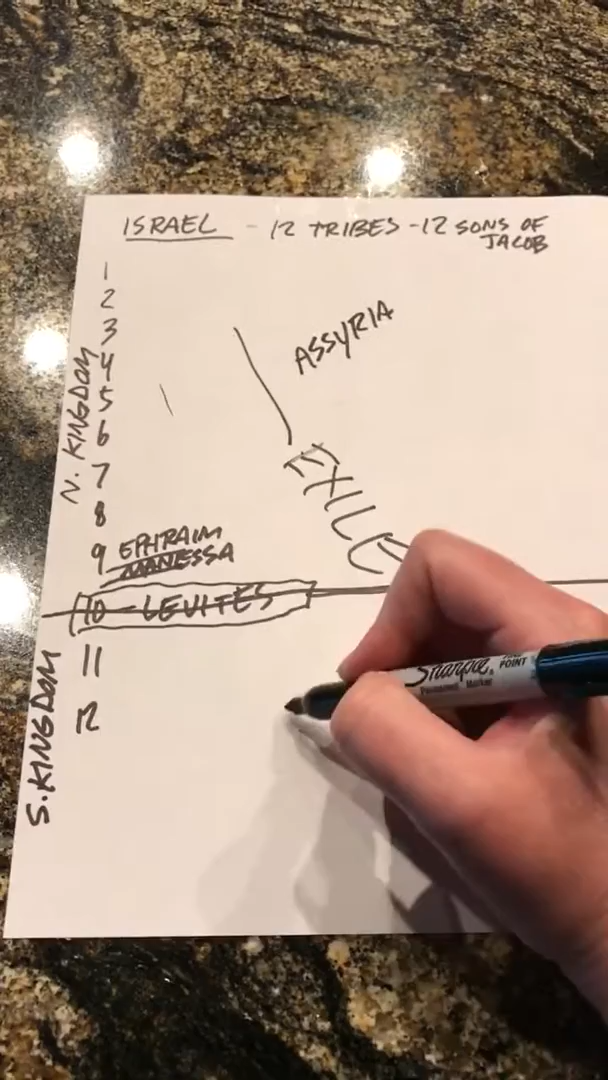 ISRAEL - 12 TRIBES - 12 SONS OF JACOB
1
2
3
4
5
6
7
8
9 EPHRAIM
MANESSA
10 - LEVITES
11
12
N. KINGDOM
S. KINGDOM
ASSYRIA
EXILE
Sharpie
FINE POINT
Permanent Marker